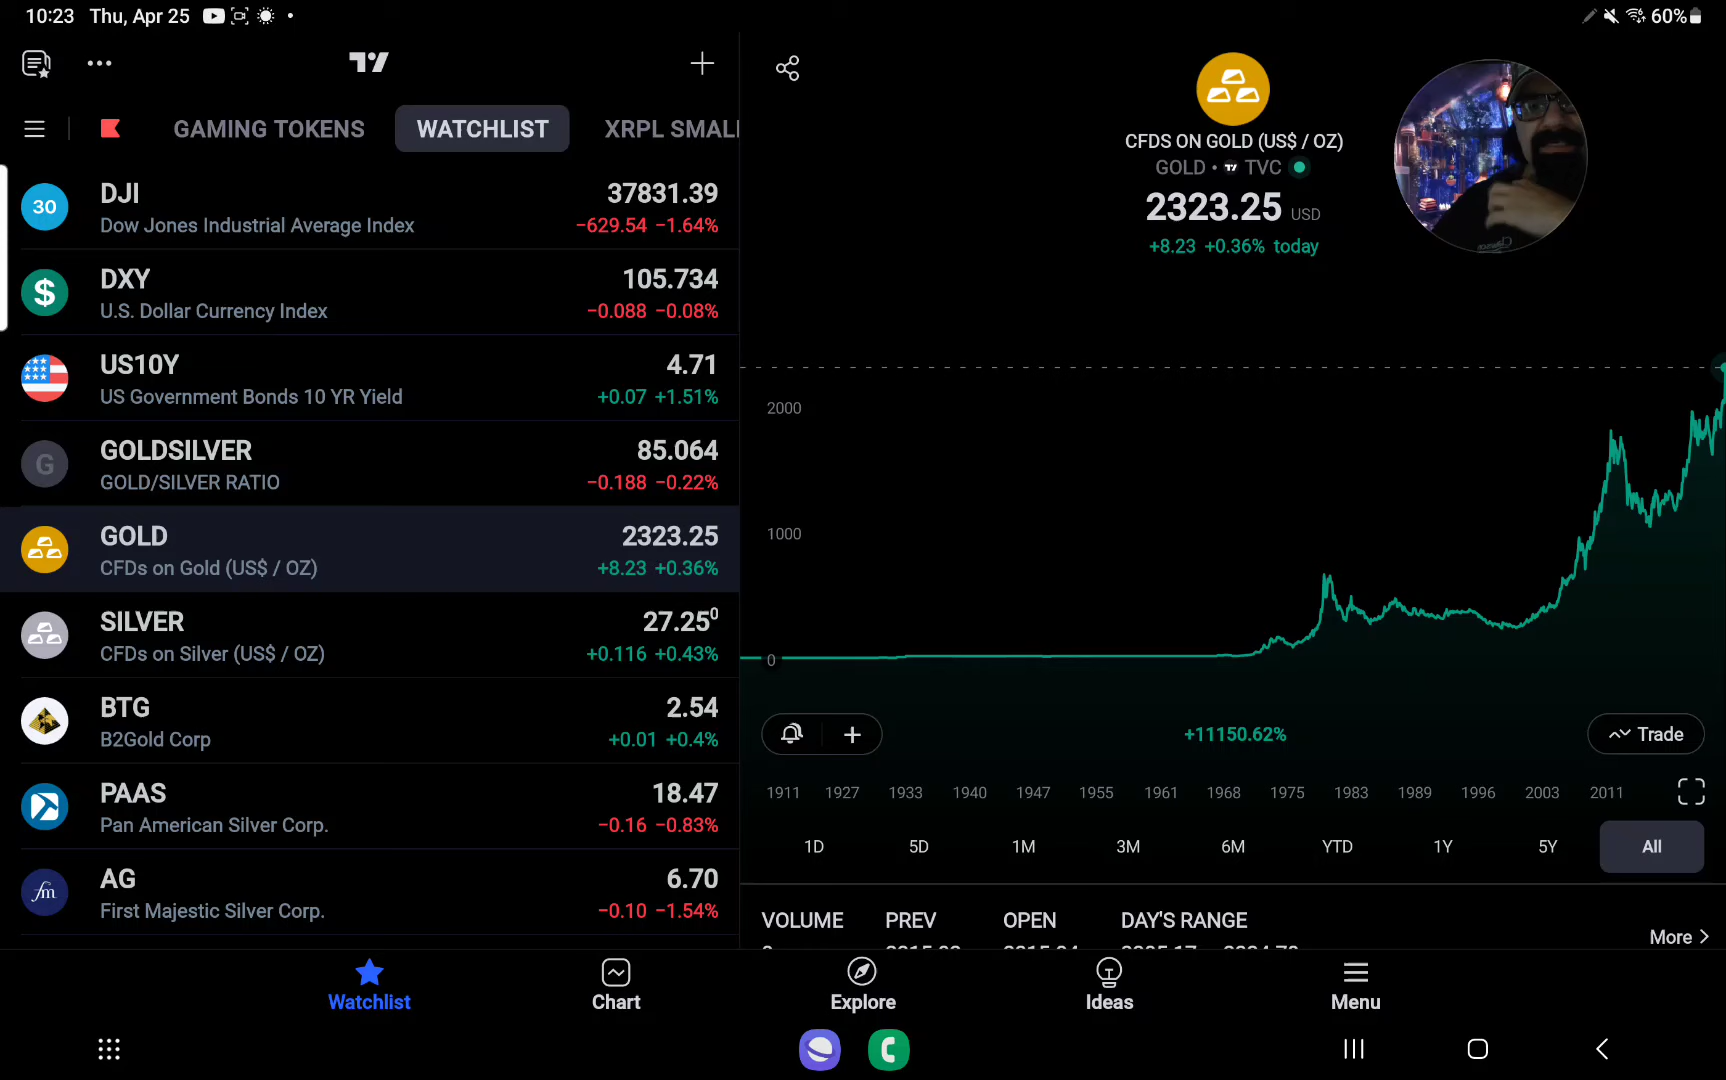 10:23 Thu, Apr 25
60%
GAMING TOKENS
WATCHLIST
XRPL SMAL
30
DJI
37831.39
Dow Jones Industrial Average Index
−629.54 −1.64%
$
DXY
105.734
U.S. Dollar Currency Index
−0.088 −0.08%
US10Y
4.71
US Government Bonds 10 YR Yield
+0.07 +1.51%
G
GOLDSILVER
85.064
GOLD/SILVER RATIO
−0.188 −0.22%
GOLD
2323.25
CFDs on Gold (US$ / OZ)
+8.23 +0.36%
SILVER
27.25⁰
CFDs on Silver (US$ / OZ)
+0.116 +0.43%
BTG
2.54
B2Gold Corp
+0.01 +0.4%
PAAS
18.47
Pan American Silver Corp.
−0.16 −0.83%
fm
AG
6.70
First Majestic Silver Corp.
−0.10 −1.54%
CFDS ON GOLD (US$ / OZ)
GOLD • TVC
2323.25 USD
+8.23 +0.36% today
2000
1000
0
+11150.62%
Trade
1911 1927 1933 1940 1947 1955 1961 1968 1975 1983 1989 1996 2003 2011
1D 5D 1M 3M 6M YTD 1Y 5Y All
VOLUME PREV OPEN DAY'S RANGE
More
Watchlist
Chart
Explore
Ideas
Menu